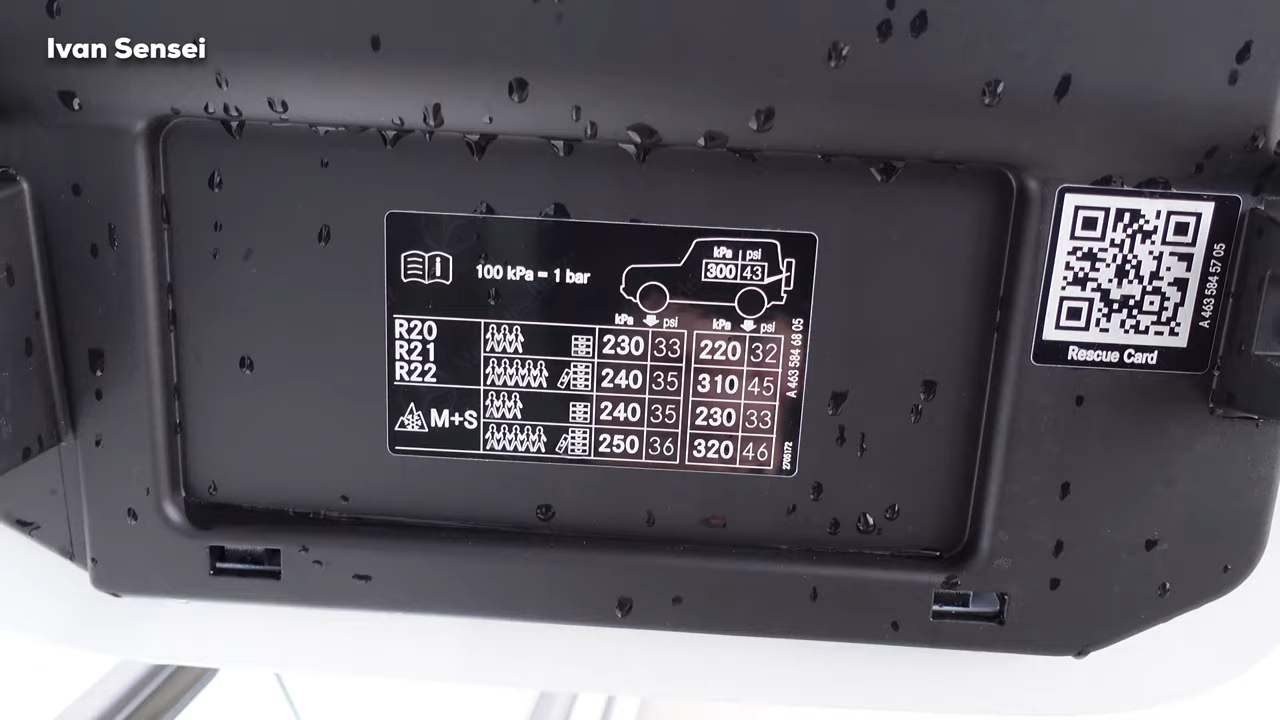 Ivan Sensei
100 kPa = 1 bar
kPa psi
300 43
kPa psi kPa psi
R20
R21
R22
230 33 220 32
240 35 310 45
M+S
240 35 230 33
250 36 320 46
A 463 584 68 05
2705172
Rescue Card
A 463 584 57 05